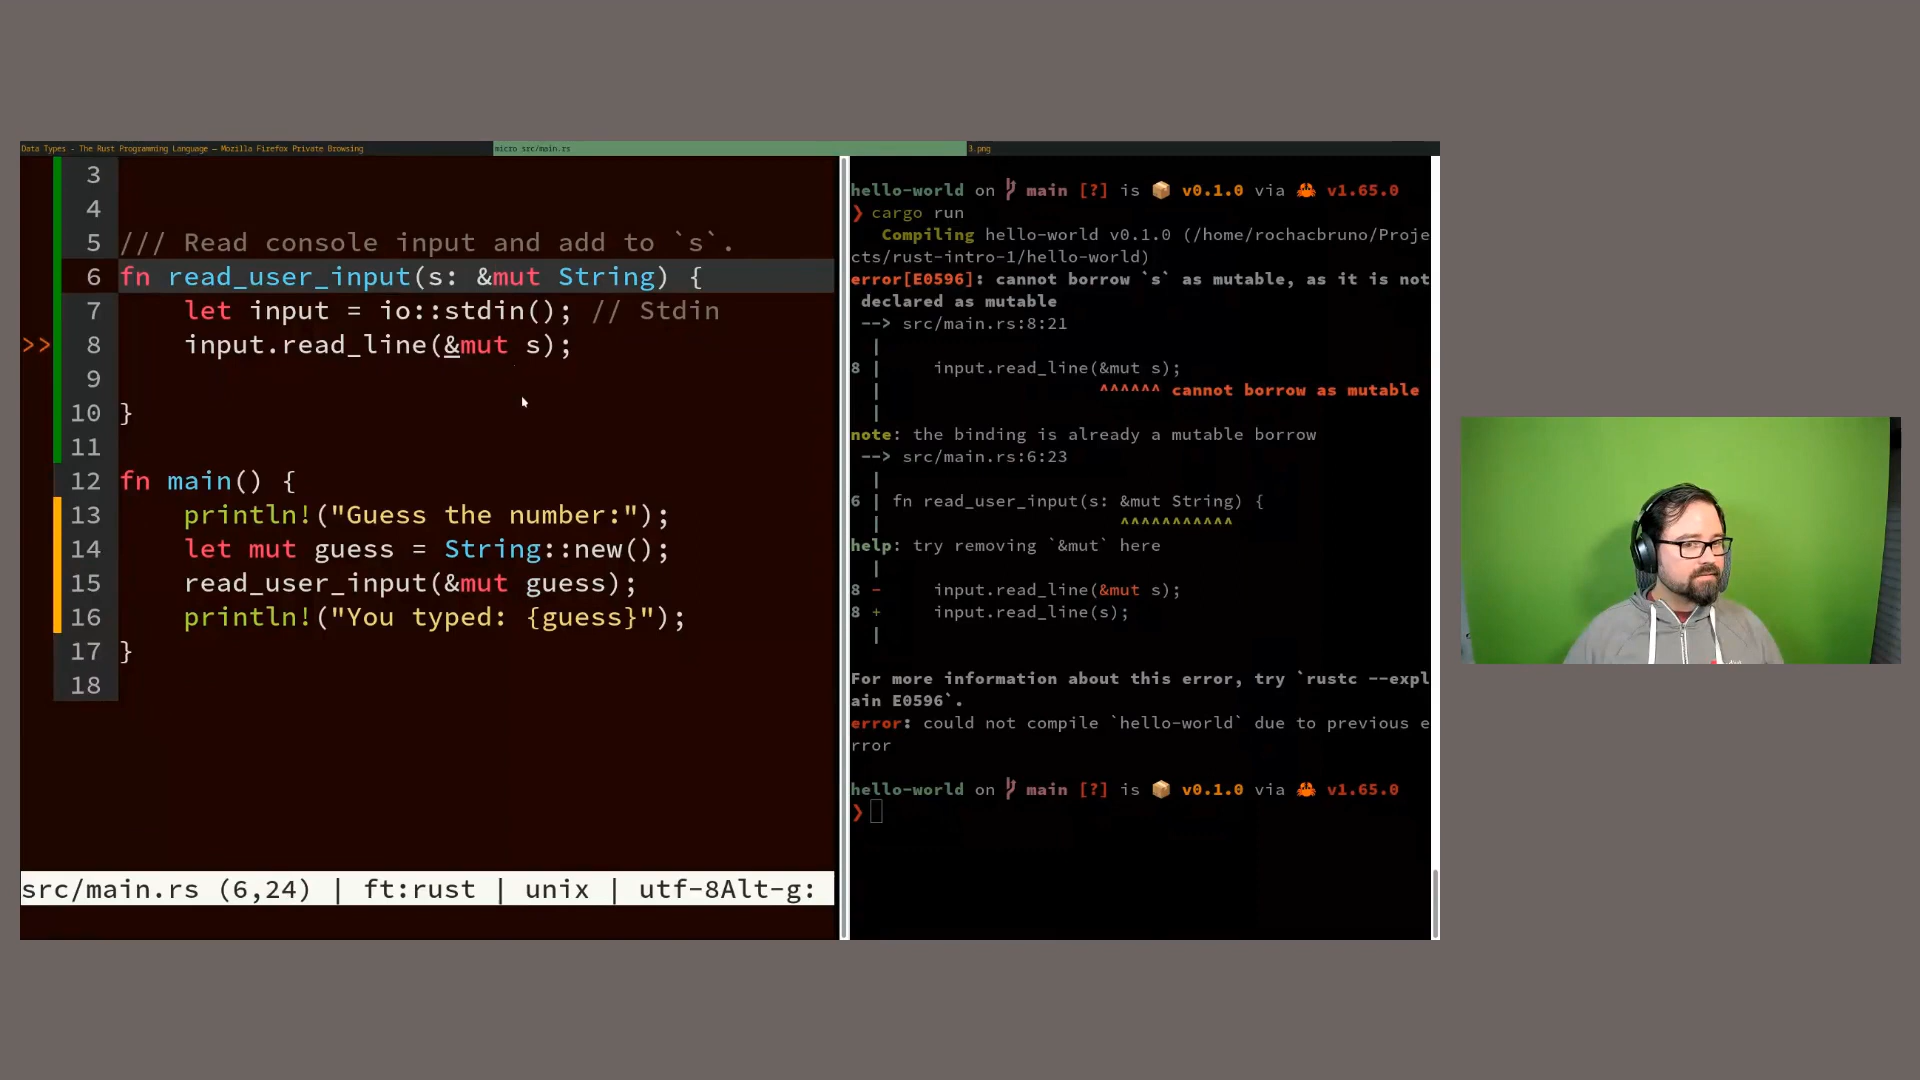 Data Types - The Rust Programming Language — Mozilla Firefox Private Browsing
micro src/main.rs
3.png
3
4
5 /// Read console input and add to `s`.
6 fn read_user_input(s: &mut String) {
7 let input = io::stdin(); // Stdin
>> 8 input.read_line(&mut s);
9
10 }
11
12 fn main() {
13 println!("Guess the number:");
14 let mut guess = String::new();
15 read_user_input(&mut guess);
16 println!("You typed: {guess}");
17 }
18
src/main.rs (6,24) | ft:rust | unix | utf-8Alt-g:
hello-world on main [?] is 📦 v0.1.0 via 🦀 v1.65.0
❯ cargo run
Compiling hello-world v0.1.0 (/home/rochacbruno/Proje
cts/rust-intro-1/hello-world)
error[E0596]: cannot borrow `s` as mutable, as it is not
declared as mutable
--> src/main.rs:8:21
|
8 | input.read_line(&mut s);
| ^^^^^^ cannot borrow as mutable
|
note: the binding is already a mutable borrow
--> src/main.rs:6:23
|
6 | fn read_user_input(s: &mut String) {
| ^^^^^^^^^^^
help: try removing `&mut` here
|
8 - input.read_line(&mut s);
8 + input.read_line(s);
|
For more information about this error, try `rustc --expl
ain E0596`.
error: could not compile `hello-world` due to previous e
rror
hello-world on main [?] is 📦 v0.1.0 via 🦀 v1.65.0
❯